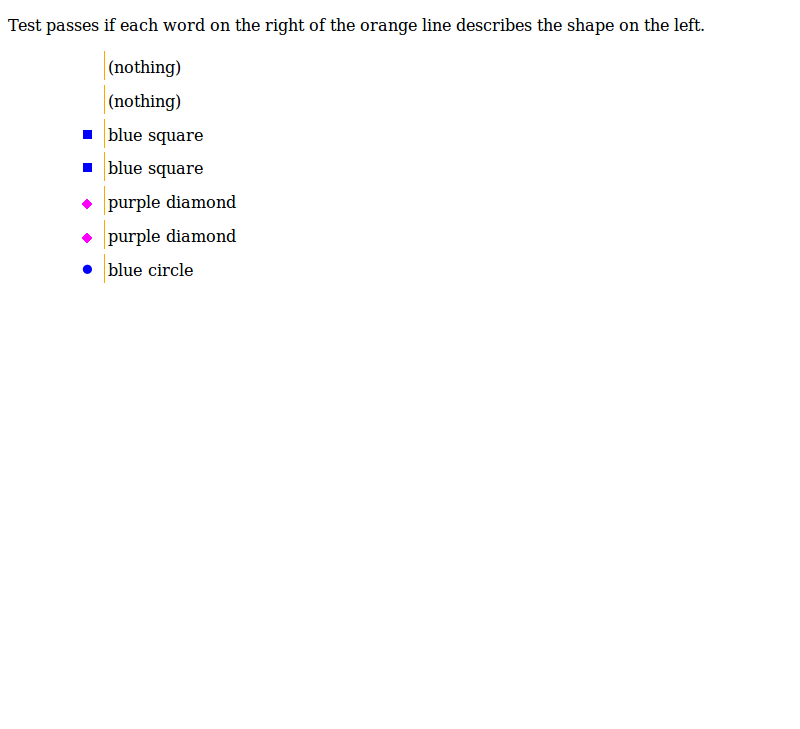 Test passes if each word on the right of the orange line describes the shape on the left.
(nothing)
(nothing)
blue square
blue square
purple diamond
purple diamond
blue circle